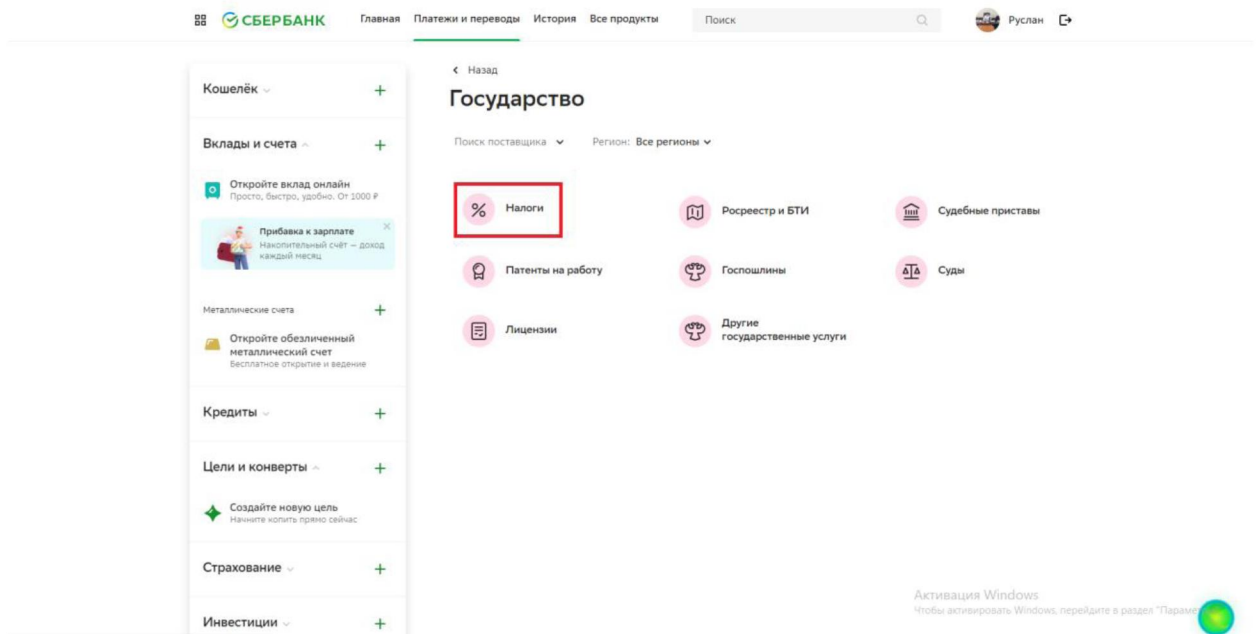 СБЕРБАНК
Главная Платежи и переводы История Все продукты
Поиск
Руслан
Кошелёк
Вклады и счета
Откройте вклад онлайн
Просто, быстро, удобно. От 1000 ₽
Прибавка к зарплате
Накопительный счёт — доход
каждый месяц
Металлические счета
Откройте обезличенный
металлический счет
Бесплатное открытие и ведение
Кредиты
Цели и конверты
Создайте новую цель
Начните копить прямо сейчас
Страхование
Инвестиции
Назад
Государство
Поиск поставщика Регион: Все регионы
Налоги
Росреестр и БТИ
Судебные приставы
Патенты на работу
Госпошлины
Суды
Лицензии
Другие
государственные услуги
Активация Windows
Чтобы активировать Windows, перейдите в раздел "Параме